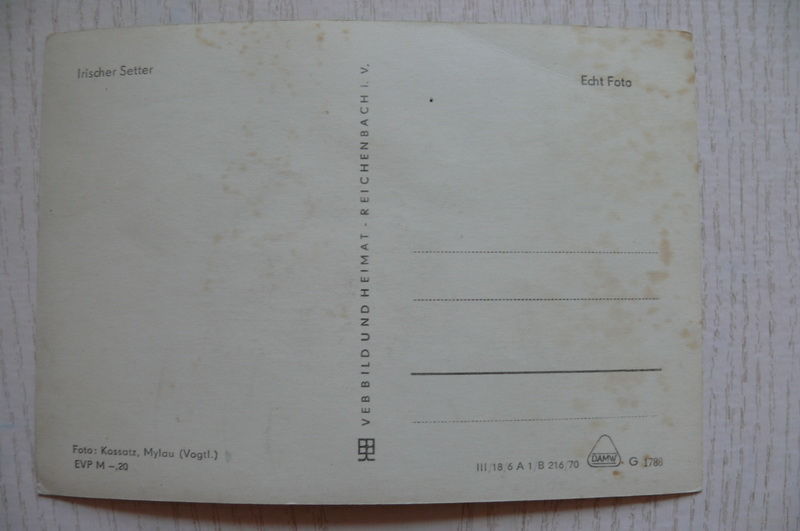 Irischer Setter
Echt Foto
VEB BILD UND HEIMAT · REICHENBACH i. V.
Foto: Kossatz, Mylau (Vogtl.)
EVP M –,20
III/18/6 A 1/B 216/70
DAMW
G 1788